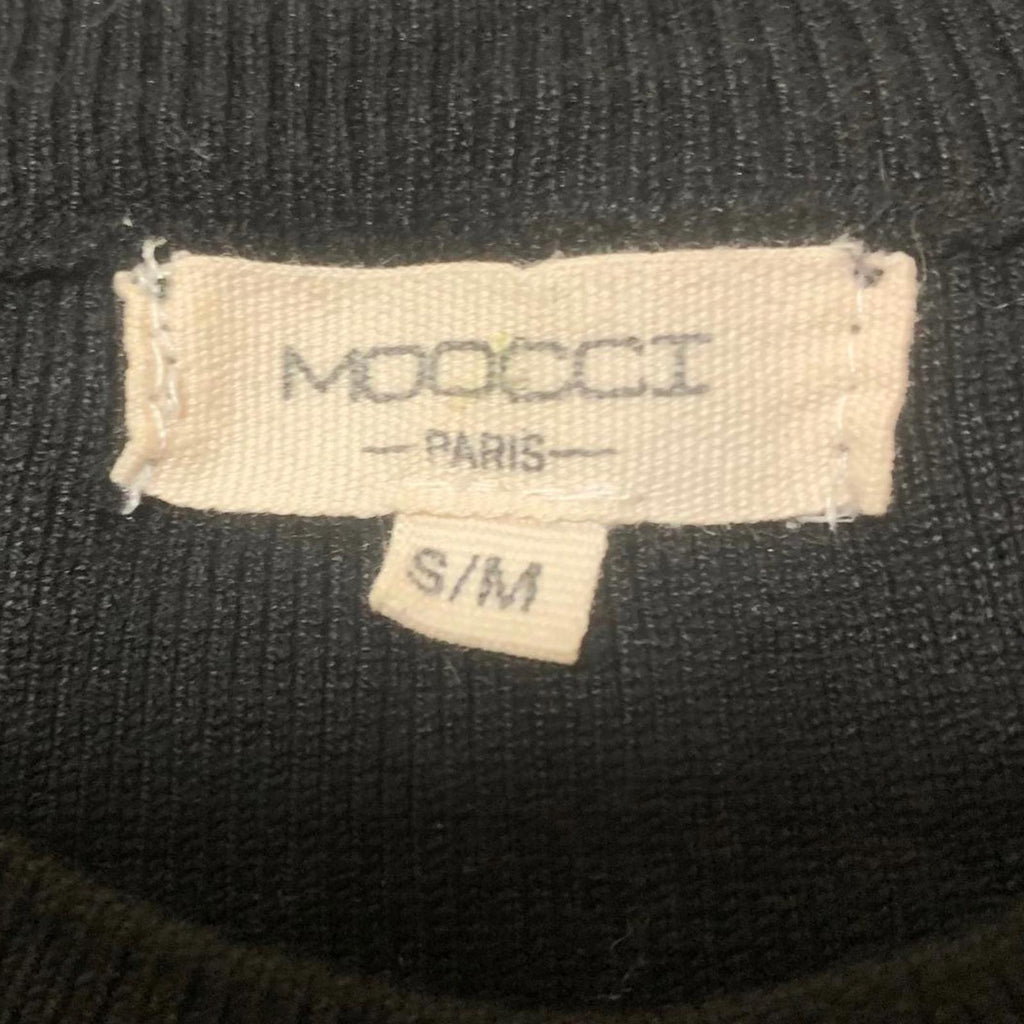 MOOCCI
— PARIS —
S/M